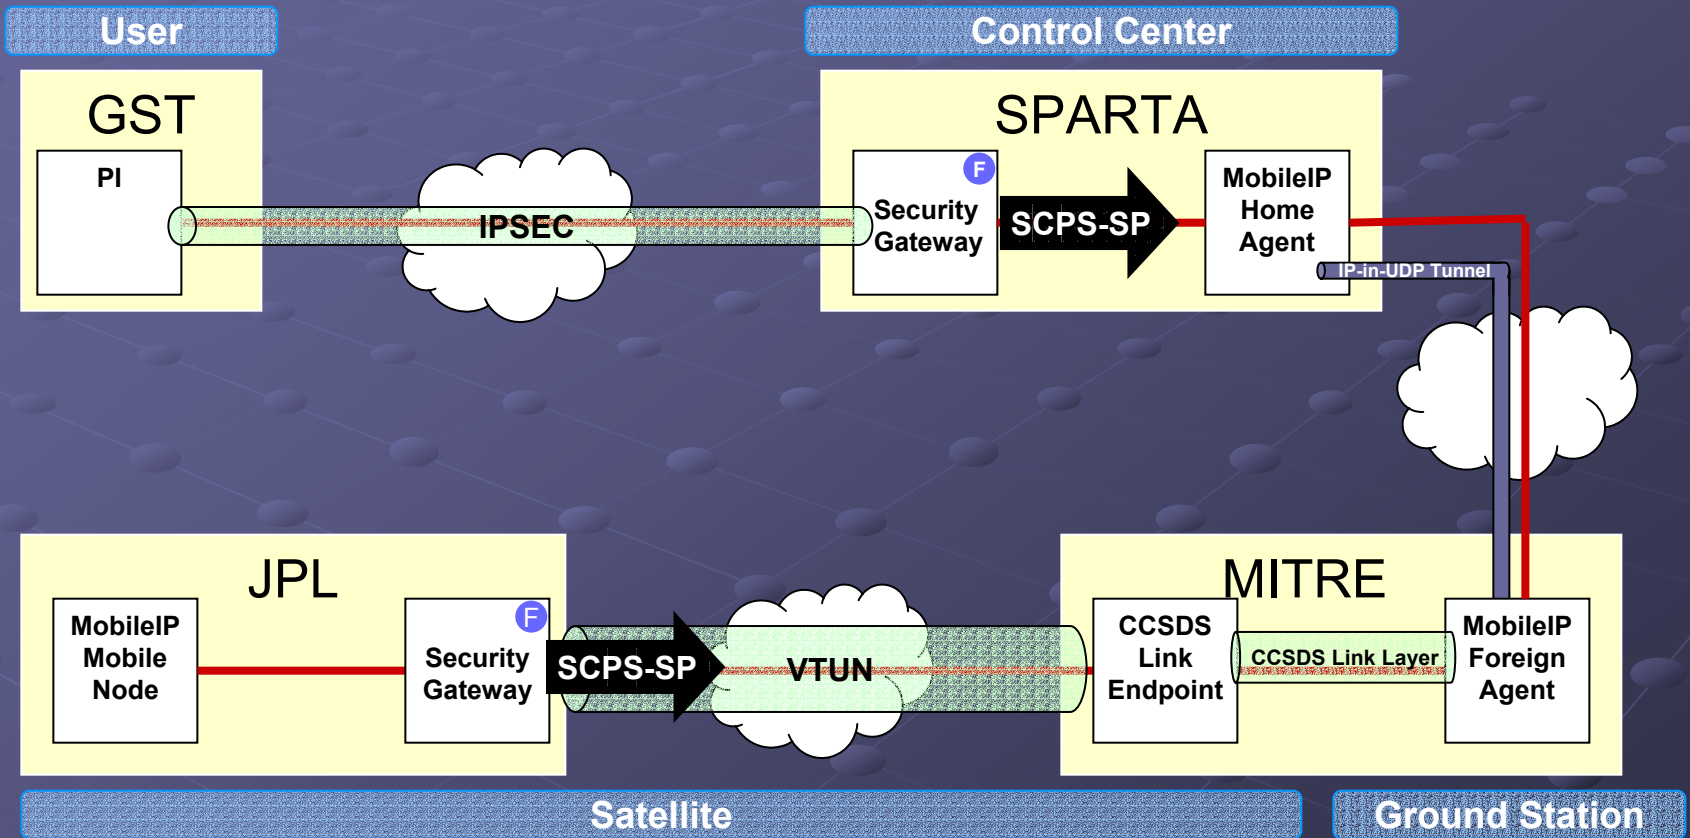 User
Control Center
GST
SPARTA
PI
IPSEC
F
Security
Gateway
SCPS-SP
MobileIP
Home
Agent
IP-in-UDP Tunnel
JPL
MITRE
MobileIP
Mobile
Node
F
Security
Gateway
SCPS-SP
VTUN
CCSDS
Link
Endpoint
CCSDS Link Layer
MobileIP
Foreign
Agent
Satellite
Ground Station